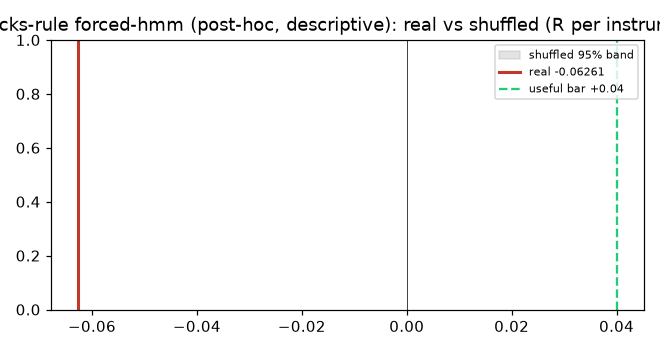 cks-rule forced-hmm (post-hoc, descriptive): real vs shuffled (R per instru
shuffled 95% band
real -0.06261
useful bar +0.04
1.0
0.8
0.6
0.4
0.2
0.0
−0.06 −0.04 −0.02 0.00 0.02 0.04